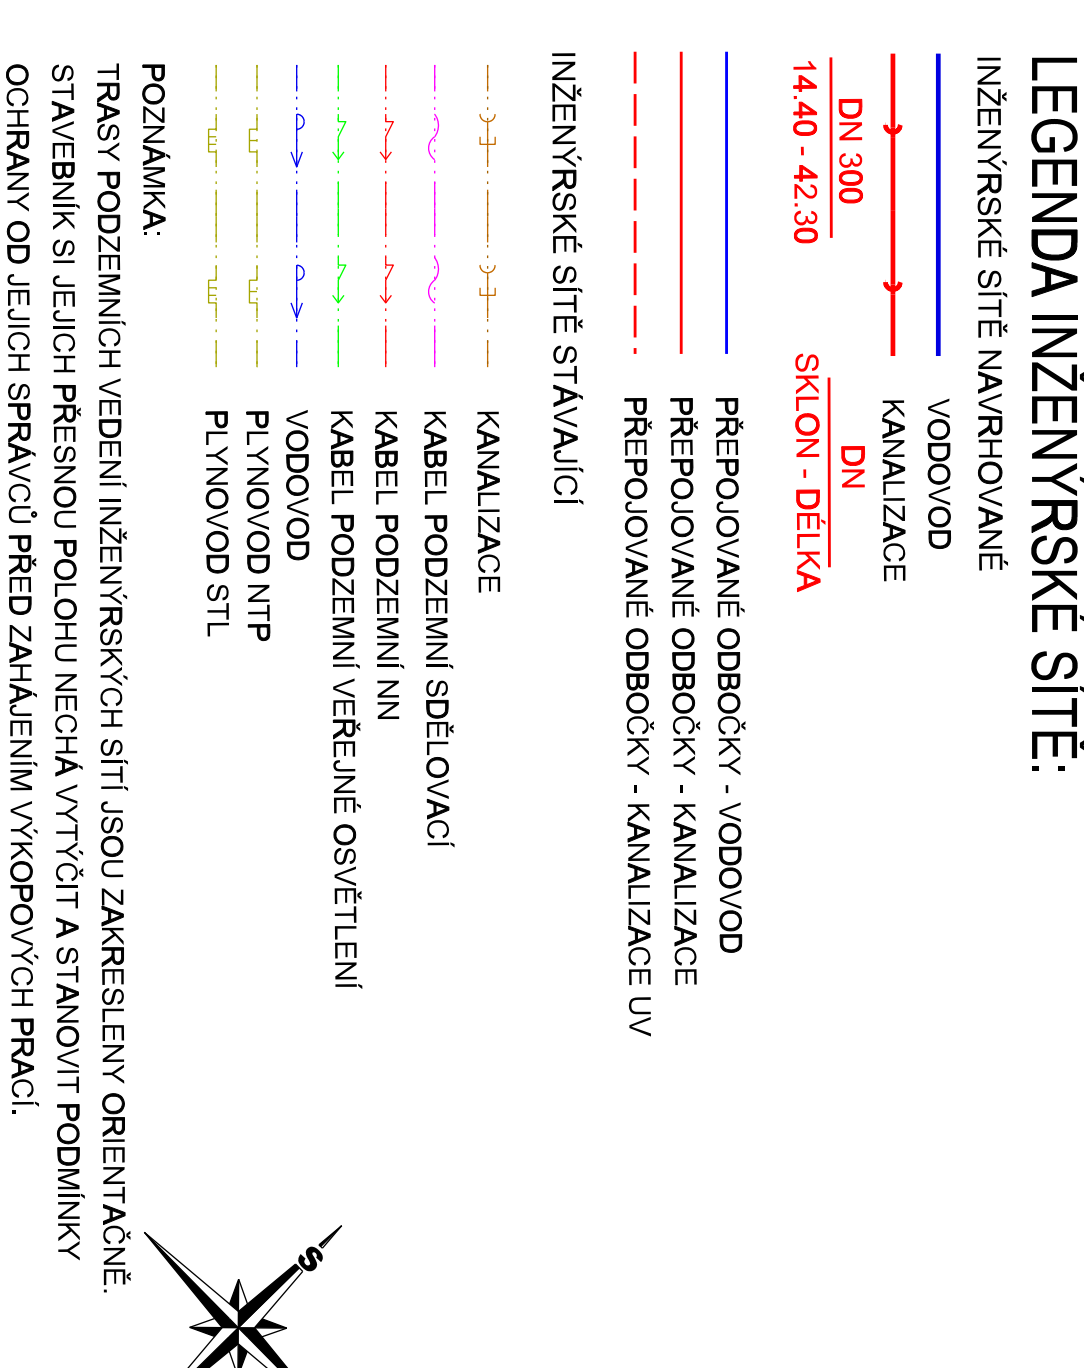 LEGENDA INŽENÝRSKÉ SÍTĚ:
INŽENÝRSKÉ SÍTĚ NAVRHOVANÉ
VODOVOD
KANALIZACE
DN 300
14.40 - 42.30
DN
SKLON - DÉLKA
PŘEPOJOVANÉ ODBOČKY - VODOVOD
PŘEPOJOVANÉ ODBOČKY - KANALIZACE
PŘEPOJOVANÉ ODBOČKY - KANALIZACE UV
INŽENÝRSKÉ SÍTĚ STÁVAJÍCÍ
KANALIZACE
KABEL PODZEMNÍ SDĚLOVACÍ
KABEL PODZEMNÍ NN
KABEL PODZEMNÍ VEŘEJNÉ OSVĚTLENÍ
VODOVOD
PLYNOVOD NTP
PLYNOVOD STL
POZNÁMKA:
TRASY PODZEMNÍCH VEDENÍ INŽENÝRSKÝCH SÍTÍ JSOU ZAKRESLENY ORIENTAČNĚ.
STAVEBNÍK SI JEJICH PŘESNOU POLOHU NECHÁ VYTÝČIT A STANOVIT PODMÍNKY
OCHRANY OD JEJICH SPRÁVCŮ PŘED ZAHÁJENÍM VÝKOPOVÝCH PRACÍ.
S